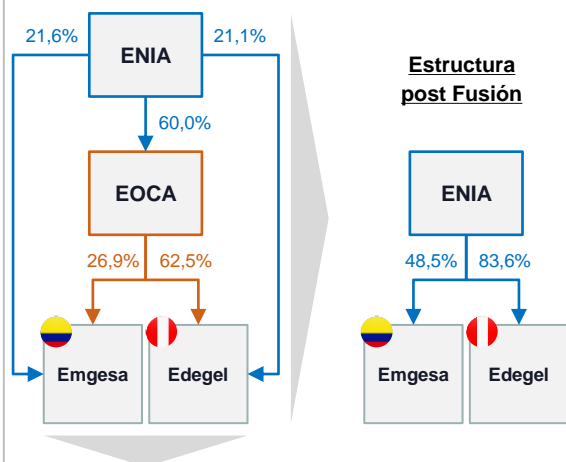 21,6%
ENIA
21,1%
60,0%
EOCA
26,9%
62,5%
Emgesa
Edegel
Estructura
post Fusión
ENIA
48,5%
83,6%
Emgesa
Edegel